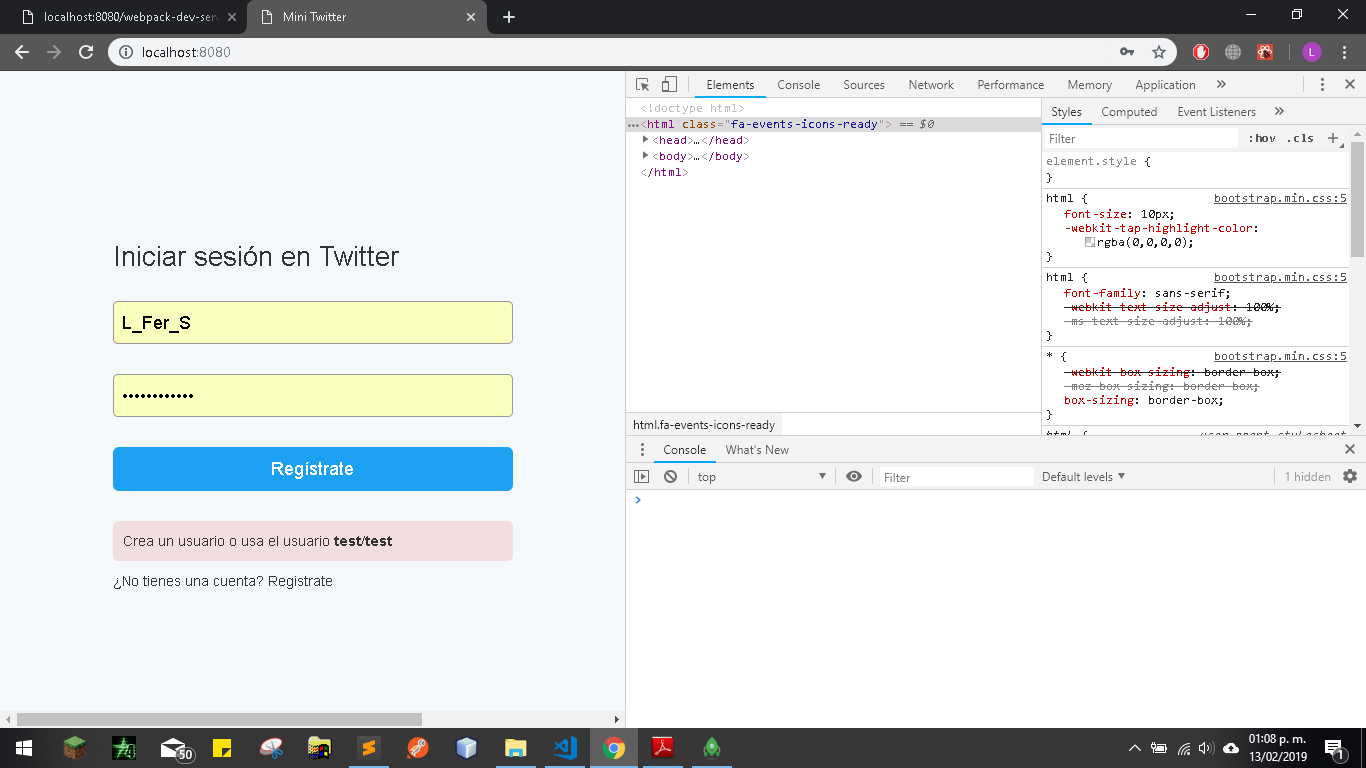 localhost:8080/webpack-dev-ser
Mini Twitter
localhost:8080
L
Iniciar sesión en Twitter
L_Fer_S
••••••••••••
Regístrate
Crea un usuario o usa el usuario test/test
¿No tienes una cuenta? Registrate
Elements Console Sources Network Performance Memory Application »
<!doctype html>
…<html class="fa-events-icons-ready"> == $0
<head>…</head>
<body>…</body>
</html>
html.fa-events-icons-ready
Styles Computed Event Listeners »
Filter :hov .cls +
element.style {
}
html { bootstrap.min.css:5
font-size: 10px;
-webkit-tap-highlight-color:
rgba(0,0,0,0);
}
html { bootstrap.min.css:5
font-family: sans-serif;
-webkit-text-size-adjust: 100%;
-ms-text-size-adjust: 100%;
}
* { bootstrap.min.css:5
-webkit-box-sizing: border-box;
-moz-box-sizing: border-box;
box-sizing: border-box;
}
html { user agent stylesheet
Console What's New
top Filter Default levels 1 hidden
50
01:08 p. m.
13/02/2019
1